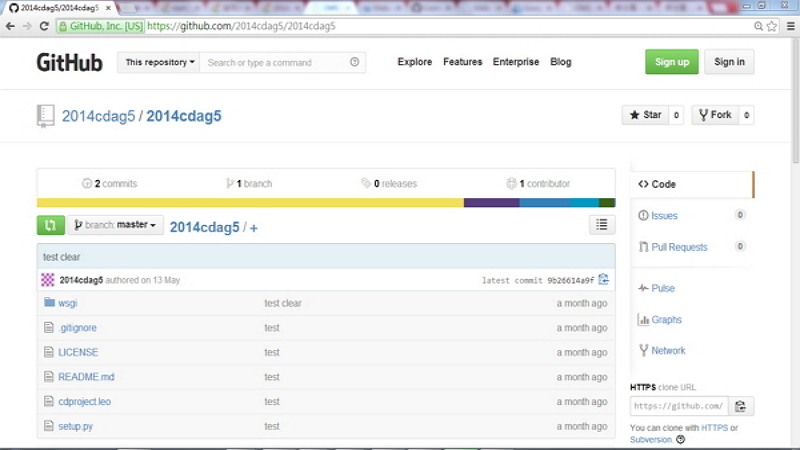 2014cdag5/2014cdag5
GitHub, Inc. [US] https://github.com/2014cdag5/2014cdag5
GitHub This repository Search or type a command Explore Features Enterprise Blog Sign up Sign in
2014cdag5 / 2014cdag5 Star 0 Fork 0
2 commits 1 branch 0 releases 1 contributor
branch: master 2014cdag5 / +
test clear
2014cdag5 authored on 13 May latest commit 9b26614a9f
wsgi test clear a month ago
.gitignore test a month ago
LICENSE test a month ago
README.md test a month ago
cdproject.leo test a month ago
setup.py test a month ago
Code
Issues 0
Pull Requests 0
Pulse
Graphs
Network
HTTPS clone URL
https://github.com/
You can clone with HTTPS or
Subversion.